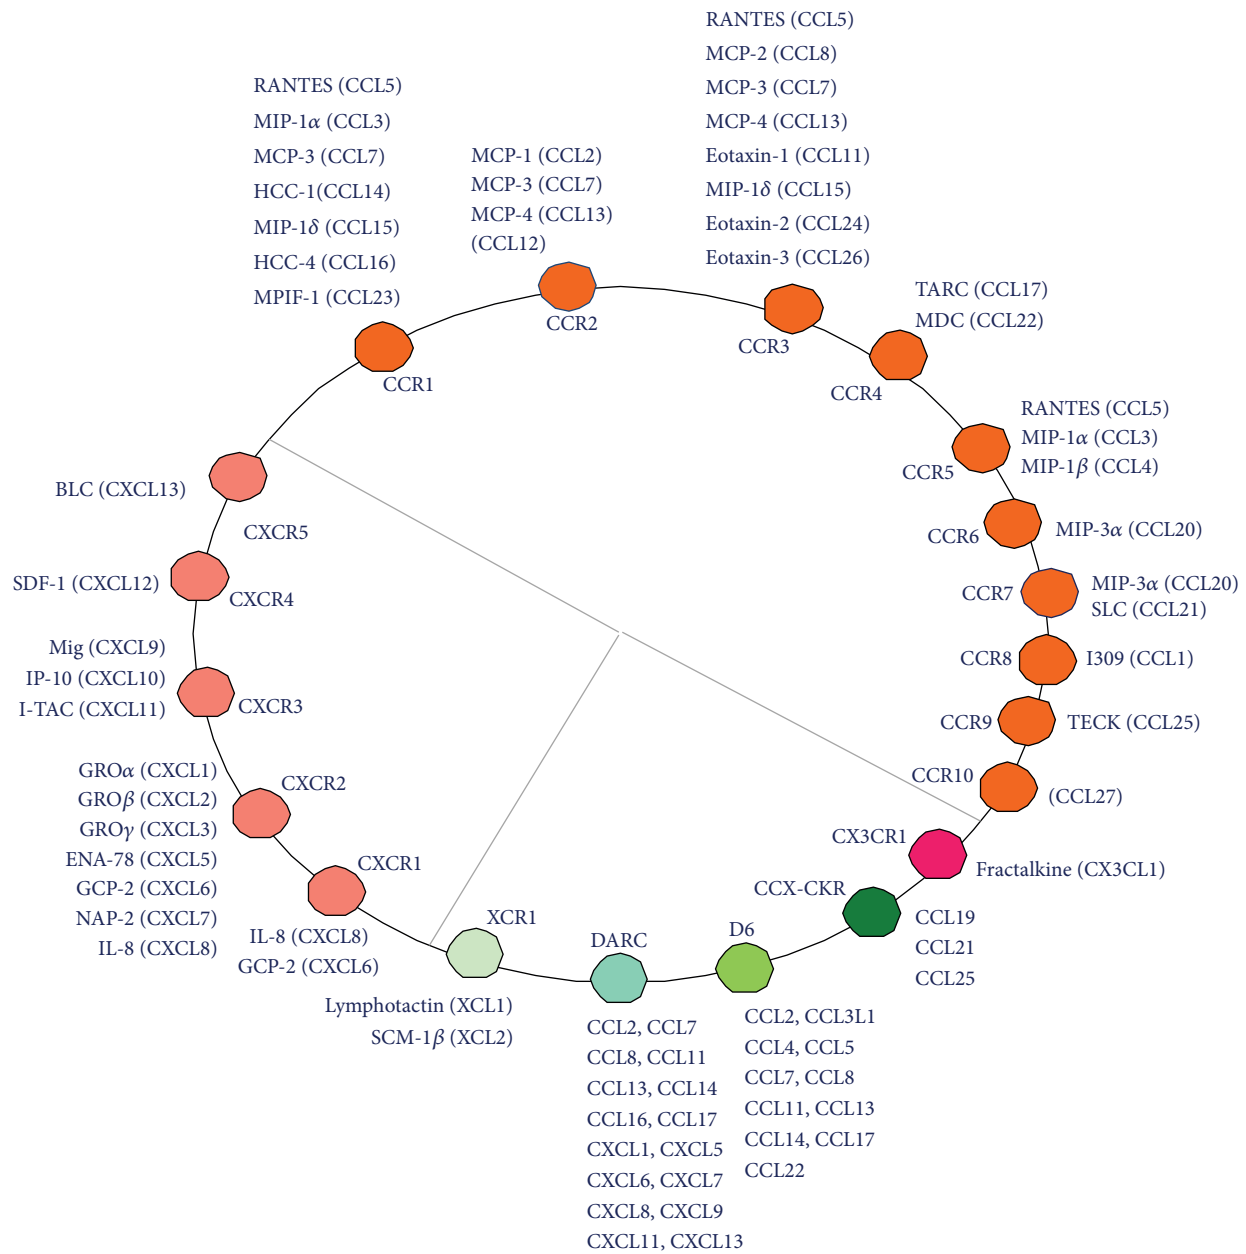 RANTES (CCL5)
MIP-1α (CCL3)
MCP-3 (CCL7)
HCC-1(CCL14)
MIP-1δ (CCL15)
HCC-4 (CCL16)
MPIF-1 (CCL23)
CCR1
MCP-1 (CCL2)
MCP-3 (CCL7)
MCP-4 (CCL13)
(CCL12)
CCR2
RANTES (CCL5)
MCP-2 (CCL8)
MCP-3 (CCL7)
MCP-4 (CCL13)
Eotaxin-1 (CCL11)
MIP-1δ (CCL15)
Eotaxin-2 (CCL24)
Eotaxin-3 (CCL26)
CCR3
TARC (CCL17)
MDC (CCL22)
CCR4
RANTES (CCL5)
MIP-1α (CCL3)
MIP-1β (CCL4)
CCR5
CCR6
MIP-3α (CCL20)
CCR7
MIP-3α (CCL20)
SLC (CCL21)
CCR8
I309 (CCL1)
CCR9
TECK (CCL25)
CCR10
(CCL27)
CX3CR1
Fractalkine (CX3CL1)
CCX-CKR
CCL19
CCL21
CCL25
D6
CCL2, CCL3L1
CCL4, CCL5
CCL7, CCL8
CCL11, CCL13
CCL14, CCL17
CCL22
DARC
CCL2, CCL7
CCL8, CCL11
CCL13, CCL14
CCL16, CCL17
CXCL1, CXCL5
CXCL6, CXCL7
CXCL8, CXCL9
CXCL11, CXCL13
XCR1
Lymphotactin (XCL1)
SCM-1β (XCL2)
CXCR1
IL-8 (CXCL8)
GCP-2 (CXCL6)
CXCR2
GROα (CXCL1)
GROβ (CXCL2)
GROγ (CXCL3)
ENA-78 (CXCL5)
GCP-2 (CXCL6)
NAP-2 (CXCL7)
IL-8 (CXCL8)
CXCR3
Mig (CXCL9)
IP-10 (CXCL10)
I-TAC (CXCL11)
CXCR4
SDF-1 (CXCL12)
CXCR5
BLC (CXCL13)